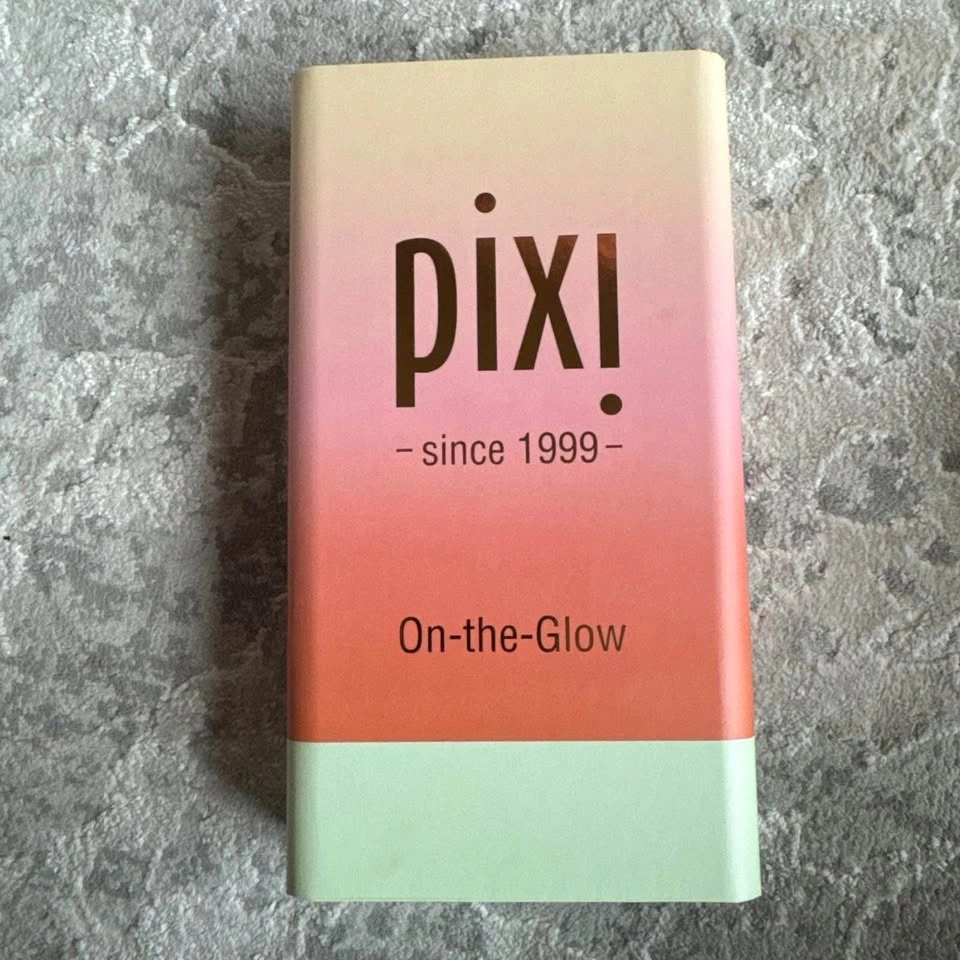 pixi
- since 1999 -
On-the-Glow